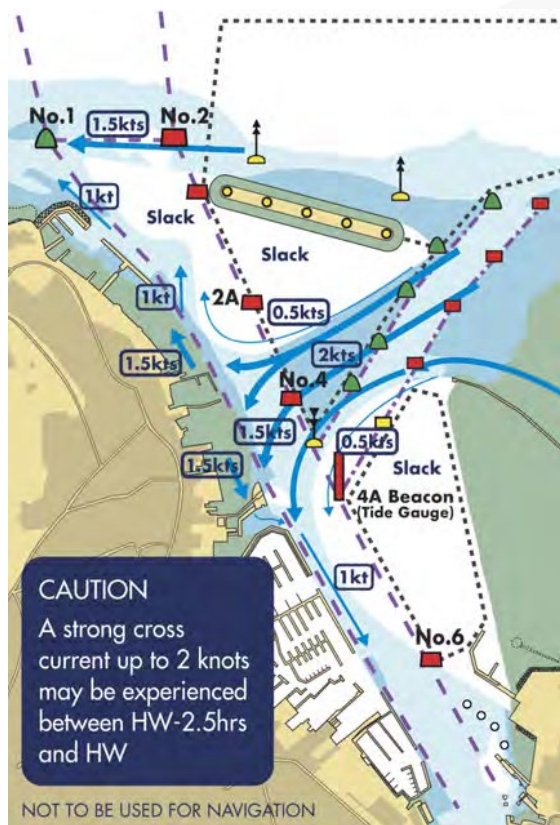 No.1
No.2
1.5kts
1kt
Slack
Slack
1kt
2A
0.5kts
1.5kts
2kts
No.4
1.5kts
0.5kts
1.5kts
Slack
4A Beacon
(Tide Gauge)
1kt
No.6
CAUTION
A strong cross
current up to 2 knots
may be experienced
between HW-2.5hrs
and HW
NOT TO BE USED FOR NAVIGATION